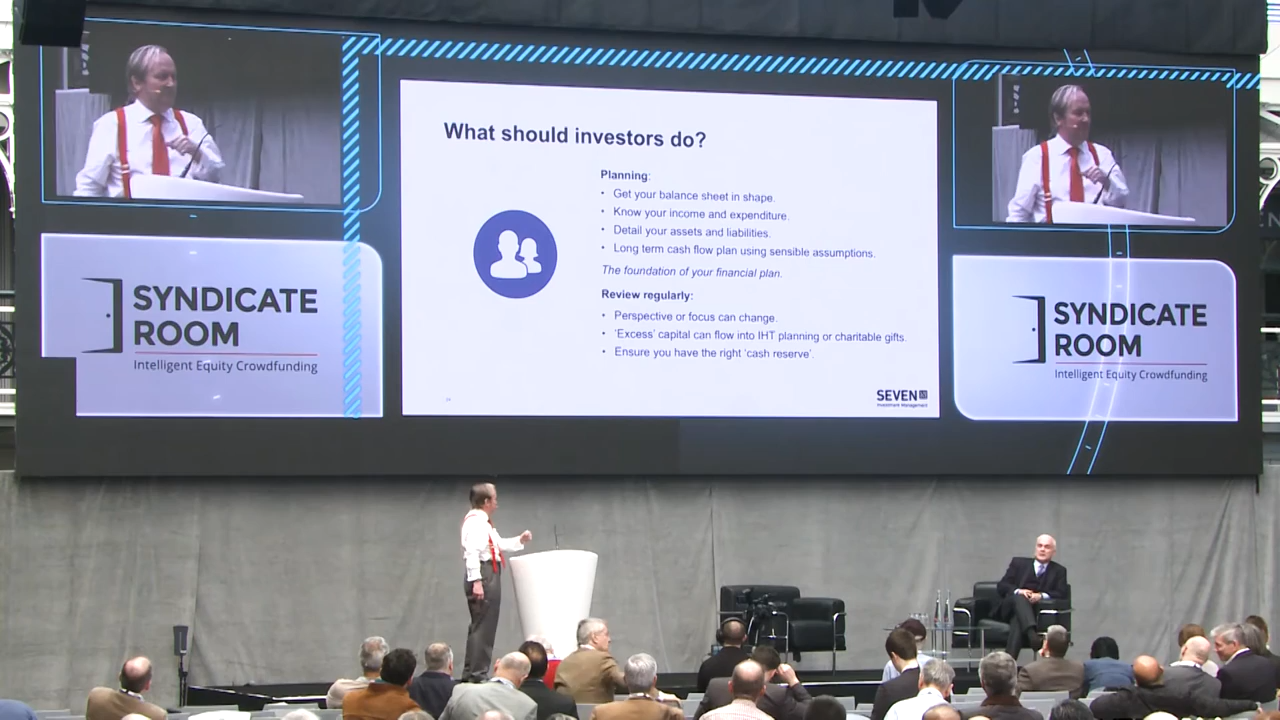 What should investors do?
Planning:
• Get your balance sheet in shape.
• Know your income and expenditure.
• Detail your assets and liabilities.
• Long term cash flow plan using sensible assumptions.
The foundation of your financial plan.
Review regularly:
• Perspective or focus can change.
• ‘Excess’ capital can flow into IHT planning or charitable gifts.
• Ensure you have the right ‘cash reserve’.
SEVEN
Investment Management
SYNDICATE
ROOM
Intelligent Equity Crowdfunding
SYNDICATE
ROOM
Intelligent Equity Crowdfunding